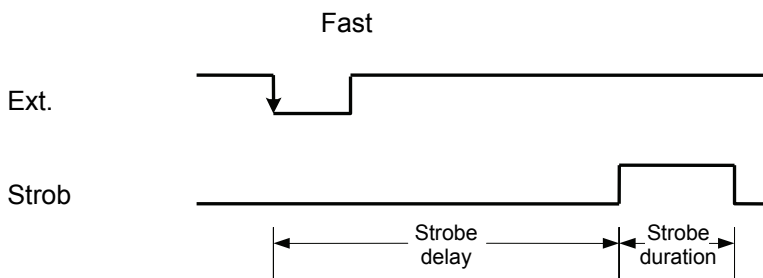 Fast
Ext.
Strob
Strobe
delay
Strobe
duration